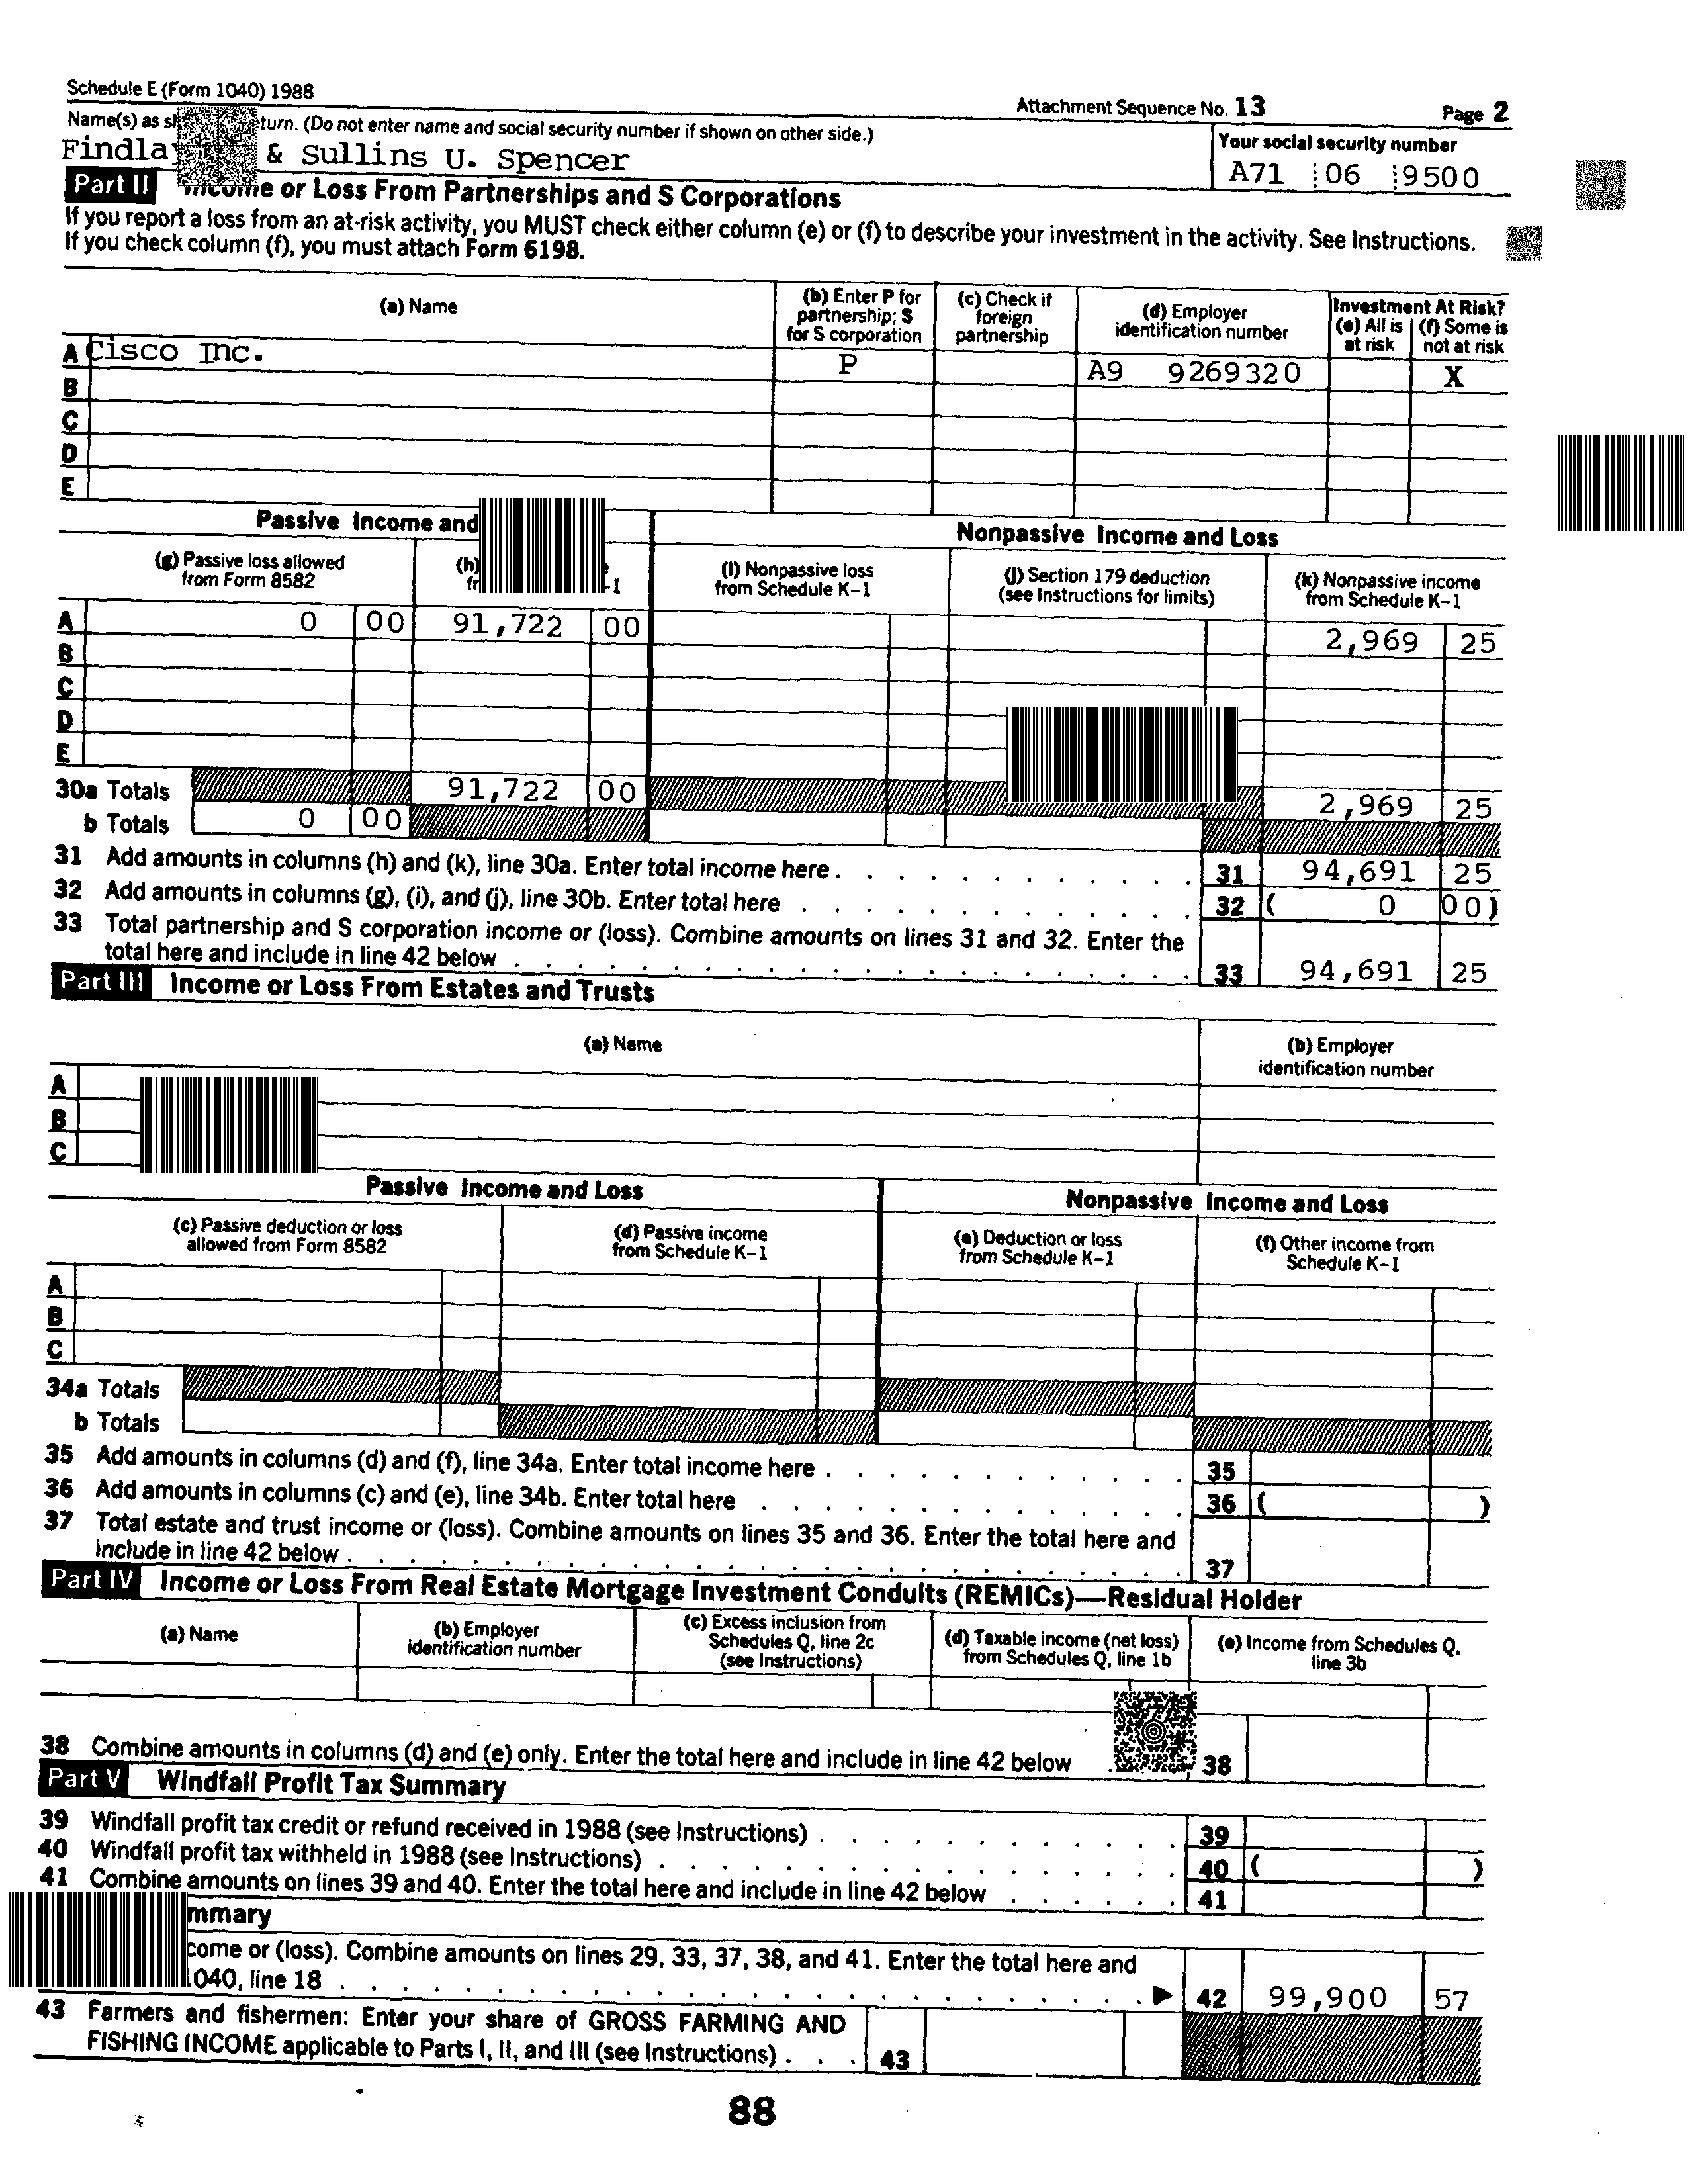 Schedule E (Form 1040) 1988
Attachment Sequence No. 13
Page 2
Name(s) as turn. (Do not enter name and social security number if shown on other side.)
& Sullins U. Spencer
Your social security number
A71 06 9500
Part II or Loss From Partnerships and S Corporations
If you report a loss from an at-risk activity, you MUST check either column (e) or (f) to describe your investment in the activity. See Instructions.
If you check column (f), you must attach Form 6198.
(a) Name
(b) Enter P for partnership; S for S corporation
(c) Check if foreign partnership
(d) Employer identification number
Investment At Risk?
(e) All is at risk
(f) Some is not at risk
A Cisco Inc. P A9 9269320 X
B
C
D
E
Passive Income and
Nonpassive Income and Loss
(g) Passive loss allowed from Form 8582
(h)
(i) Nonpassive loss from Schedule K–1
(j) Section 179 deduction (see Instructions for limits)
(k) Nonpassive income from Schedule K–1
A 0 00 91,722 00 2,969 25
B
C
D
E
30a Totals 91,722 00 2,969 25
b Totals 0 00
31 Add amounts in columns (h) and (k), line 30a. Enter total income here . 31 94,691 25
32 Add amounts in columns (g), (i), and (j), line 30b. Enter total here . 32 ( 0 00)
33 Total partnership and S corporation income or (loss). Combine amounts on lines 31 and 32. Enter the
total here and include in line 42 below . 33 94,691 25
Part III Income or Loss From Estates and Trusts
(a) Name
(b) Employer identification number
A
B
C
Passive Income and Loss
Nonpassive Income and Loss
(c) Passive deduction or loss allowed from Form 8582
(d) Passive income from Schedule K–1
(e) Deduction or loss from Schedule K–1
(f) Other income from Schedule K–1
A
B
C
34a Totals
b Totals
35 Add amounts in columns (d) and (f), line 34a. Enter total income here . 35
36 Add amounts in columns (c) and (e), line 34b. Enter total here . 36 ( )
37 Total estate and trust income or (loss). Combine amounts on lines 35 and 36. Enter the total here and
include in line 42 below . 37
Part IV Income or Loss From Real Estate Mortgage Investment Conduits (REMICs)—Residual Holder
(a) Name
(b) Employer identification number
(c) Excess inclusion from Schedules Q, line 2c (see Instructions)
(d) Taxable income (net loss) from Schedules Q, line 1b
(e) Income from Schedules Q, line 3b
38 Combine amounts in columns (d) and (e) only. Enter the total here and include in line 42 below 38
Part V Windfall Profit Tax Summary
39 Windfall profit tax credit or refund received in 1988 (see Instructions) . 39
40 Windfall profit tax withheld in 1988 (see Instructions) . 40 ( )
41 Combine amounts on lines 39 and 40. Enter the total here and include in line 42 below . 41
or (loss). Combine amounts on lines 29, 33, 37, 38, and 41. Enter the total here and
line 18 . ▶ 42 99,900 57
43 Farmers and fishermen: Enter your share of GROSS FARMING AND
FISHING INCOME applicable to Parts I, II, and III (see Instructions) . 43
88